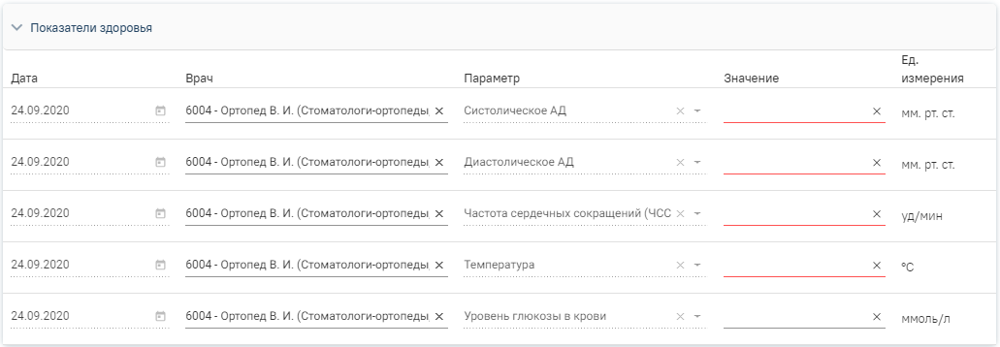 Показатели здоровья
Дата Врач Параметр Значение Ед. измерения
24.09.2020 6004 - Ортопед В. И. (Стоматологи-ортопеды, Систолическое АД мм. рт. ст.
24.09.2020 6004 - Ортопед В. И. (Стоматологи-ортопеды, Диастолическое АД мм. рт. ст.
24.09.2020 6004 - Ортопед В. И. (Стоматологи-ортопеды, Частота сердечных сокращений (ЧСС уд/мин
24.09.2020 6004 - Ортопед В. И. (Стоматологи-ортопеды, Температура °C
24.09.2020 6004 - Ортопед В. И. (Стоматологи-ортопеды, Уровень глюкозы в крови ммоль/л